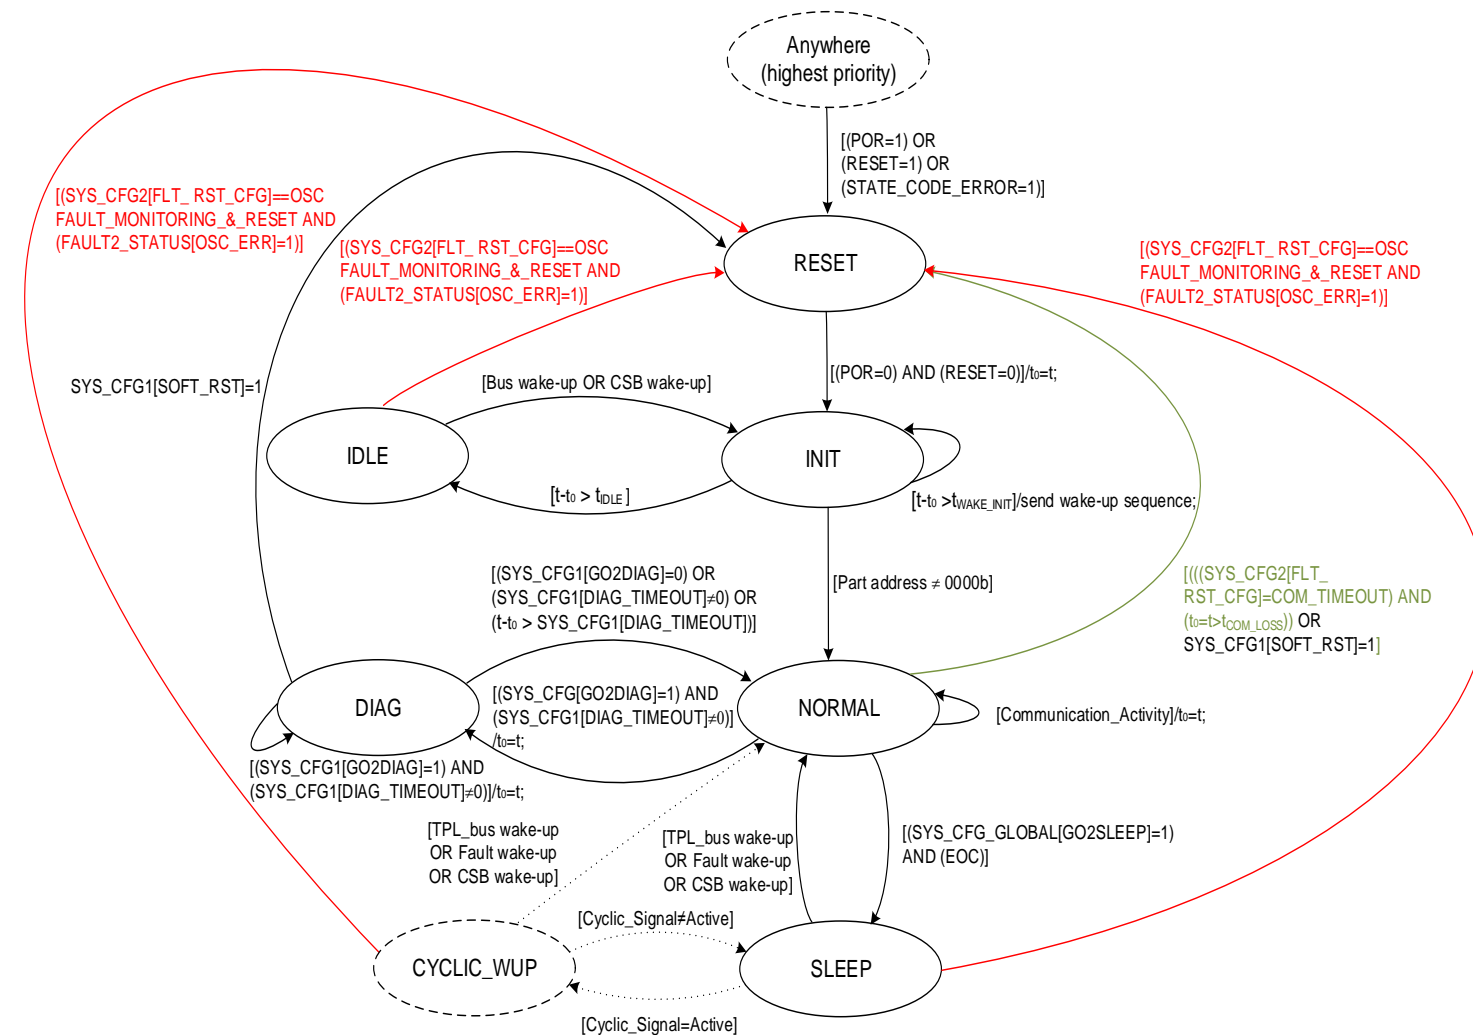 Anywhere
(highest priority)
[(POR=1) OR
(RESET=1) OR
(STATE_CODE_ERROR=1)]
[(SYS_CFG2[FLT_ RST_CFG]==OSC
FAULT_MONITORING_&_RESET AND
(FAULT2_STATUS[OSC_ERR]=1)]
[(SYS_CFG2[FLT_ RST_CFG]==OSC
FAULT_MONITORING_&_RESET AND
(FAULT2_STATUS[OSC_ERR]=1)]
RESET
[(SYS_CFG2[FLT_ RST_CFG]==OSC
FAULT_MONITORING_&_RESET AND
(FAULT2_STATUS[OSC_ERR]=1)]
SYS_CFG1[SOFT_RST]=1
[Bus wake-up OR CSB wake-up]
[(POR=0) AND (RESET=0)]/t0=t;
IDLE
INIT
[t-t0 > tIDLE ]
[t-t0 >tWAKE_INIT]/send wake-up sequence;
[(SYS_CFG1[GO2DIAG]=0) OR
(SYS_CFG1[DIAG_TIMEOUT]≠0) OR
(t-t0 > SYS_CFG1[DIAG_TIMEOUT])]
[Part address ≠ 0000b]
[(((SYS_CFG2[FLT_
RST_CFG]=COM_TIMEOUT) AND
(t0=t>tCOM_LOSS)) OR
SYS_CFG1[SOFT_RST]=1]
DIAG
[(SYS_CFG[GO2DIAG]=1) AND
(SYS_CFG1[DIAG_TIMEOUT]≠0)]
/t0=t;
NORMAL
[Communication_Activity]/t0=t;
[(SYS_CFG1[GO2DIAG]=1) AND
(SYS_CFG1[DIAG_TIMEOUT]≠0)]/t0=t;
[TPL_bus wake-up
OR Fault wake-up
OR CSB wake-up]
[TPL_bus wake-up
OR Fault wake-up
OR CSB wake-up]
[(SYS_CFG_GLOBAL[GO2SLEEP]=1)
AND (EOC)]
[Cyclic_Signal≠Active]
CYCLIC_WUP
SLEEP
[Cyclic_Signal=Active]